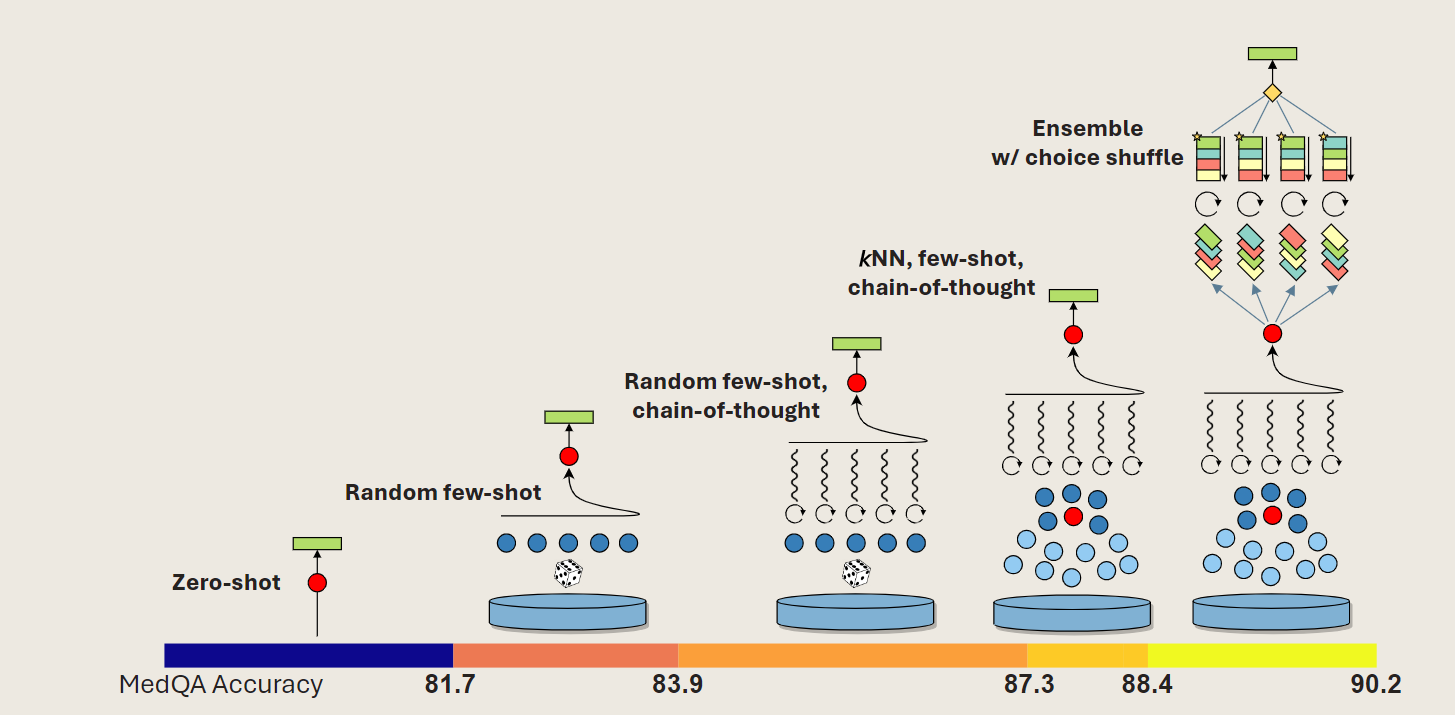 Ensemble
w/ choice shuffle
kNN, few-shot,
chain-of-thought
Random few-shot,
chain-of-thought
Random few-shot
Zero-shot
MedQA Accuracy
81.7
83.9
87.3
88.4
90.2